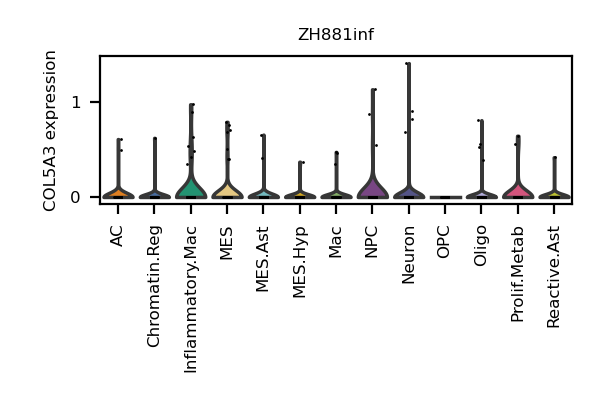 ZH881inf
COL5A3 expression
1
0
AC
Chromatin.Reg
Inflammatory.Mac
MES
MES.Ast
MES.Hyp
Mac
NPC
Neuron
OPC
Oligo
Prolif.Metab
Reactive.Ast